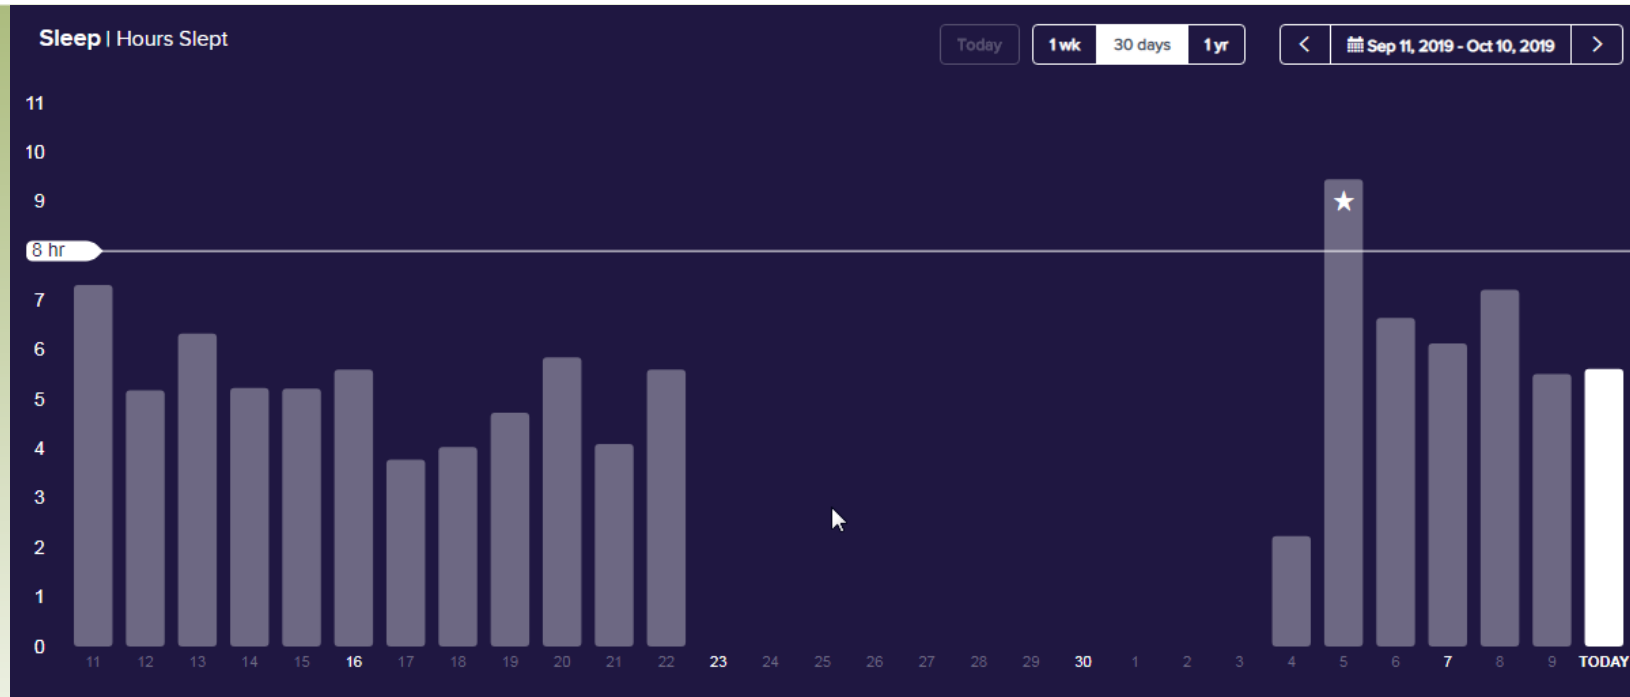 Sleep | Hours Slept
Today
1 wk
30 days
1 yr
Sep 11, 2019 - Oct 10, 2019
11
10
9
8 hr
7
6
5
4
3
2
1
0
11 12 13 14 15 16 17 18 19 20 21 22 23 24 25 26 27 28 29 30 1 2 3 4 5 6 7 8 9 TODAY